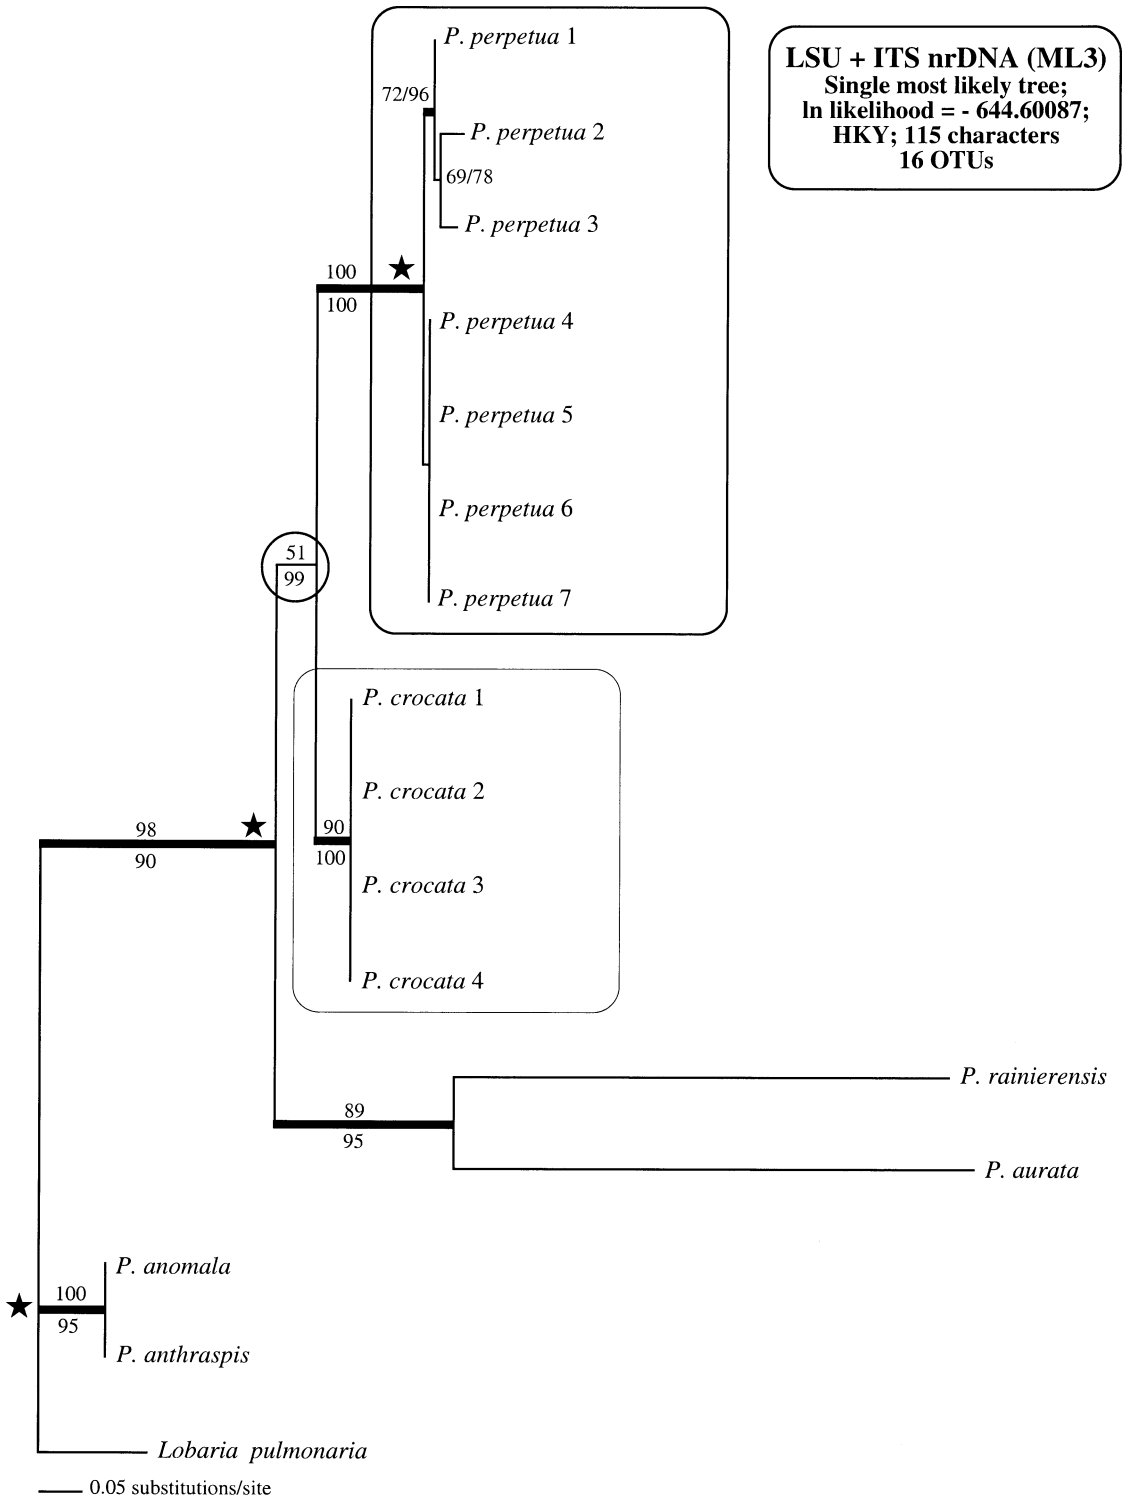 P. perpetua 1
LSU + ITS nrDNA (ML3)
Single most likely tree;
ln likelihood = - 644.60087;
HKY; 115 characters
16 OTUs
72/96
P. perpetua 2
69/78
P. perpetua 3
100
100
P. perpetua 4
P. perpetua 5
P. perpetua 6
51
99
P. perpetua 7
P. crocata 1
P. crocata 2
98
90
90
100
P. crocata 3
P. crocata 4
P. rainierensis
89
95
P. aurata
P. anomala
100
95
P. anthraspis
Lobaria pulmonaria
0.05 substitutions/site